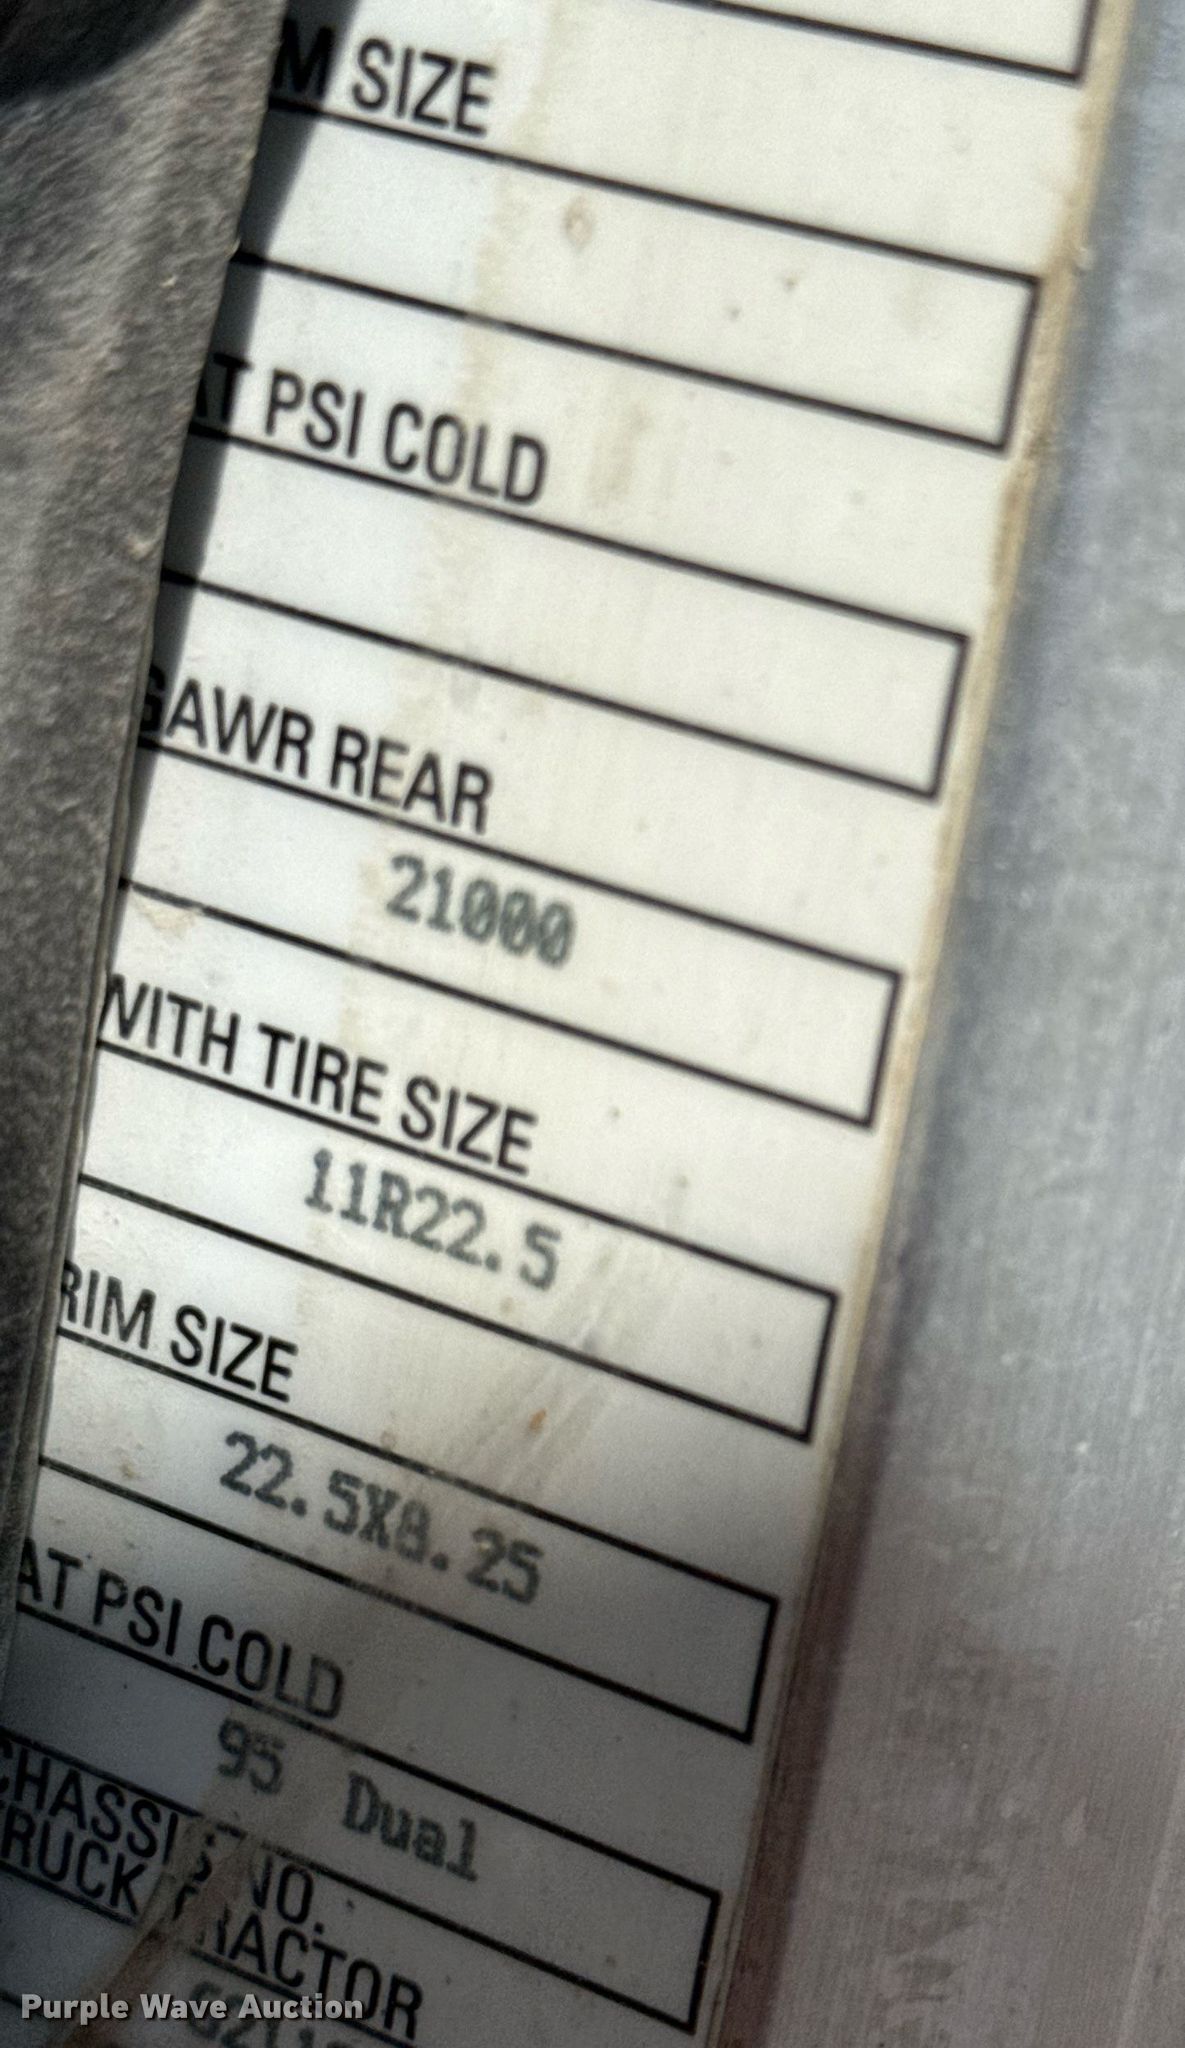 M SIZE
AT PSI COLD
GAWR REAR
21000
WITH TIRE SIZE
11R22.5
RIM SIZE
22.5X8.25
AT PSI COLD
95 Dual
CHASSIS NO.
TRUCK TRACTOR
Purple Wave Auction